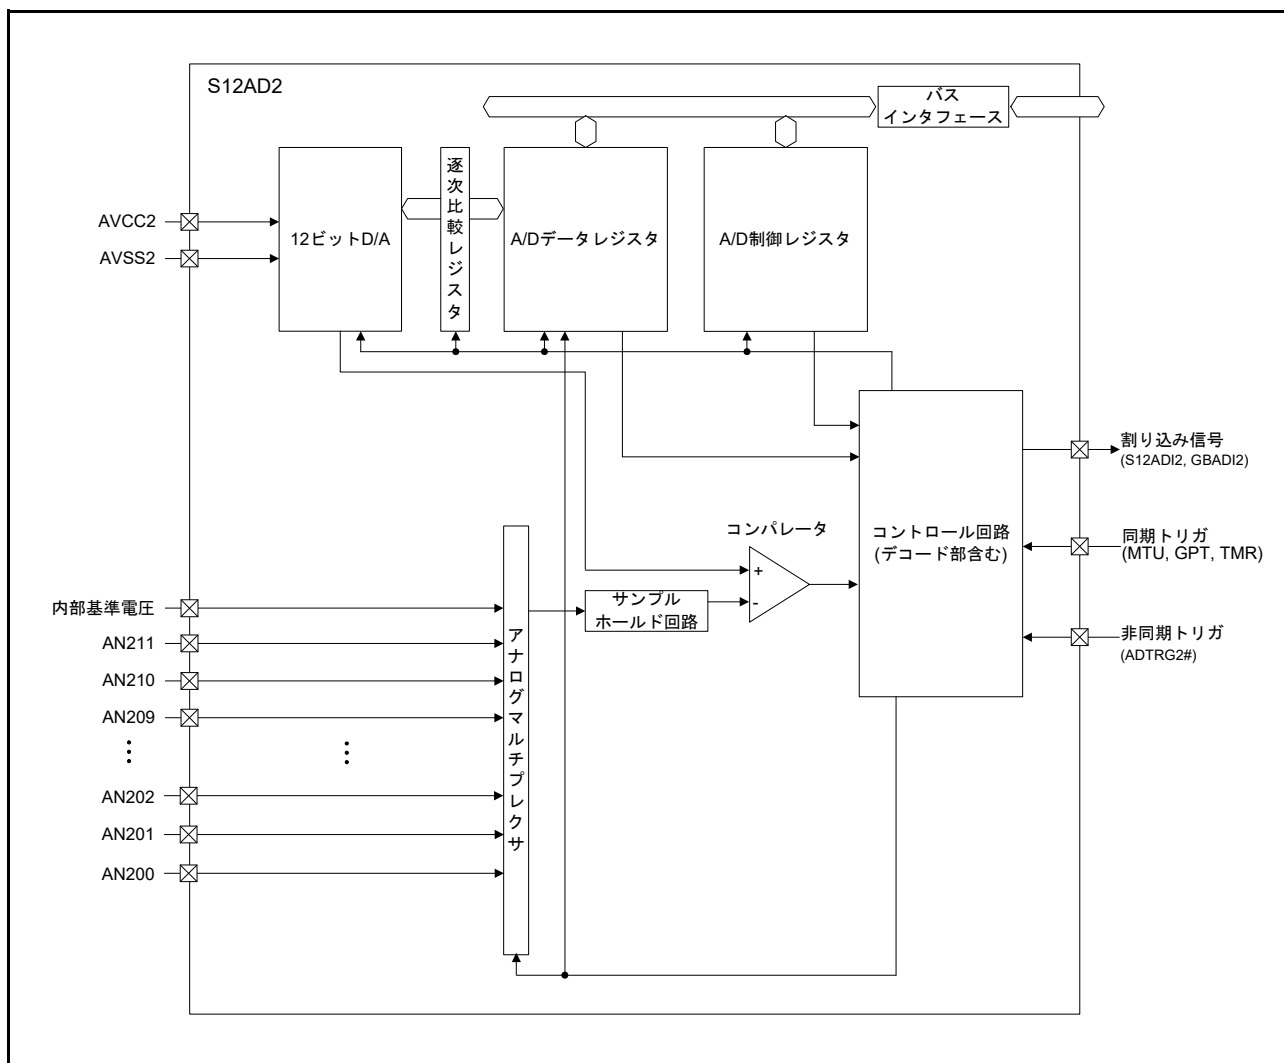 S12AD2
バス
インタフェース
AVCC2
AVSS2
12ビットD/A
逐次比較レジスタ
A/Dデータレジスタ
A/D制御レジスタ
割り込み信号
(S12ADI2, GBADI2)
コンパレータ
+
-
コントロール回路
(デコード部含む)
同期トリガ
(MTU, GPT, TMR)
非同期トリガ
(ADTRG2#)
サンプル
ホールド回路
アナログマルチプレクサ
内部基準電圧
AN211
AN210
AN209
AN202
AN201
AN200